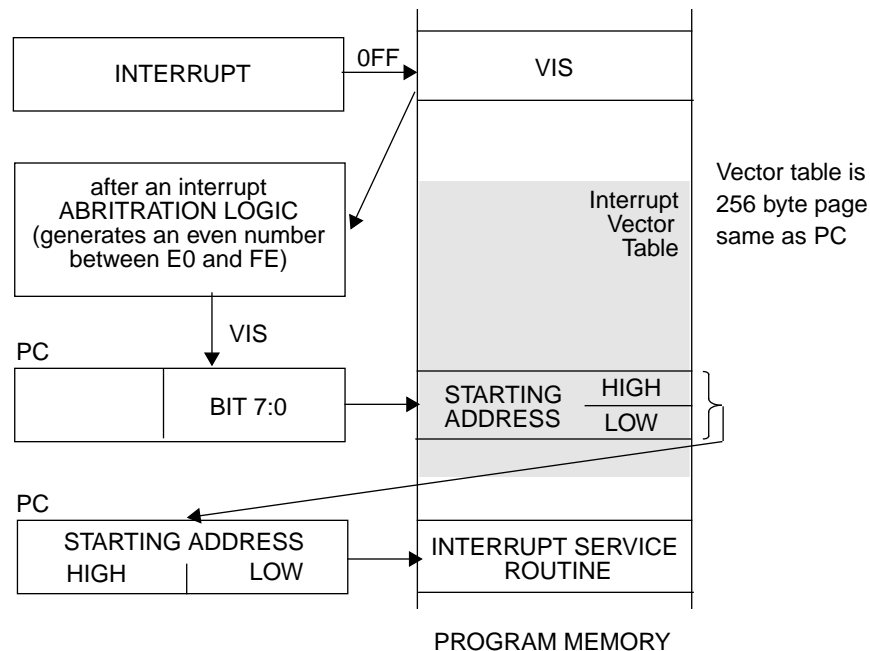 INTERRUPT
0FF
VIS
after an interrupt
ABRITRATION LOGIC
(generates an even number
between E0 and FE)
Interrupt
Vector
Table
Vector table is
256 byte page
same as PC
VIS
PC
BIT 7:0
STARTING
ADDRESS
HIGH
LOW
PC
STARTING ADDRESS
HIGH
LOW
INTERRUPT SERVICE
ROUTINE
PROGRAM MEMORY